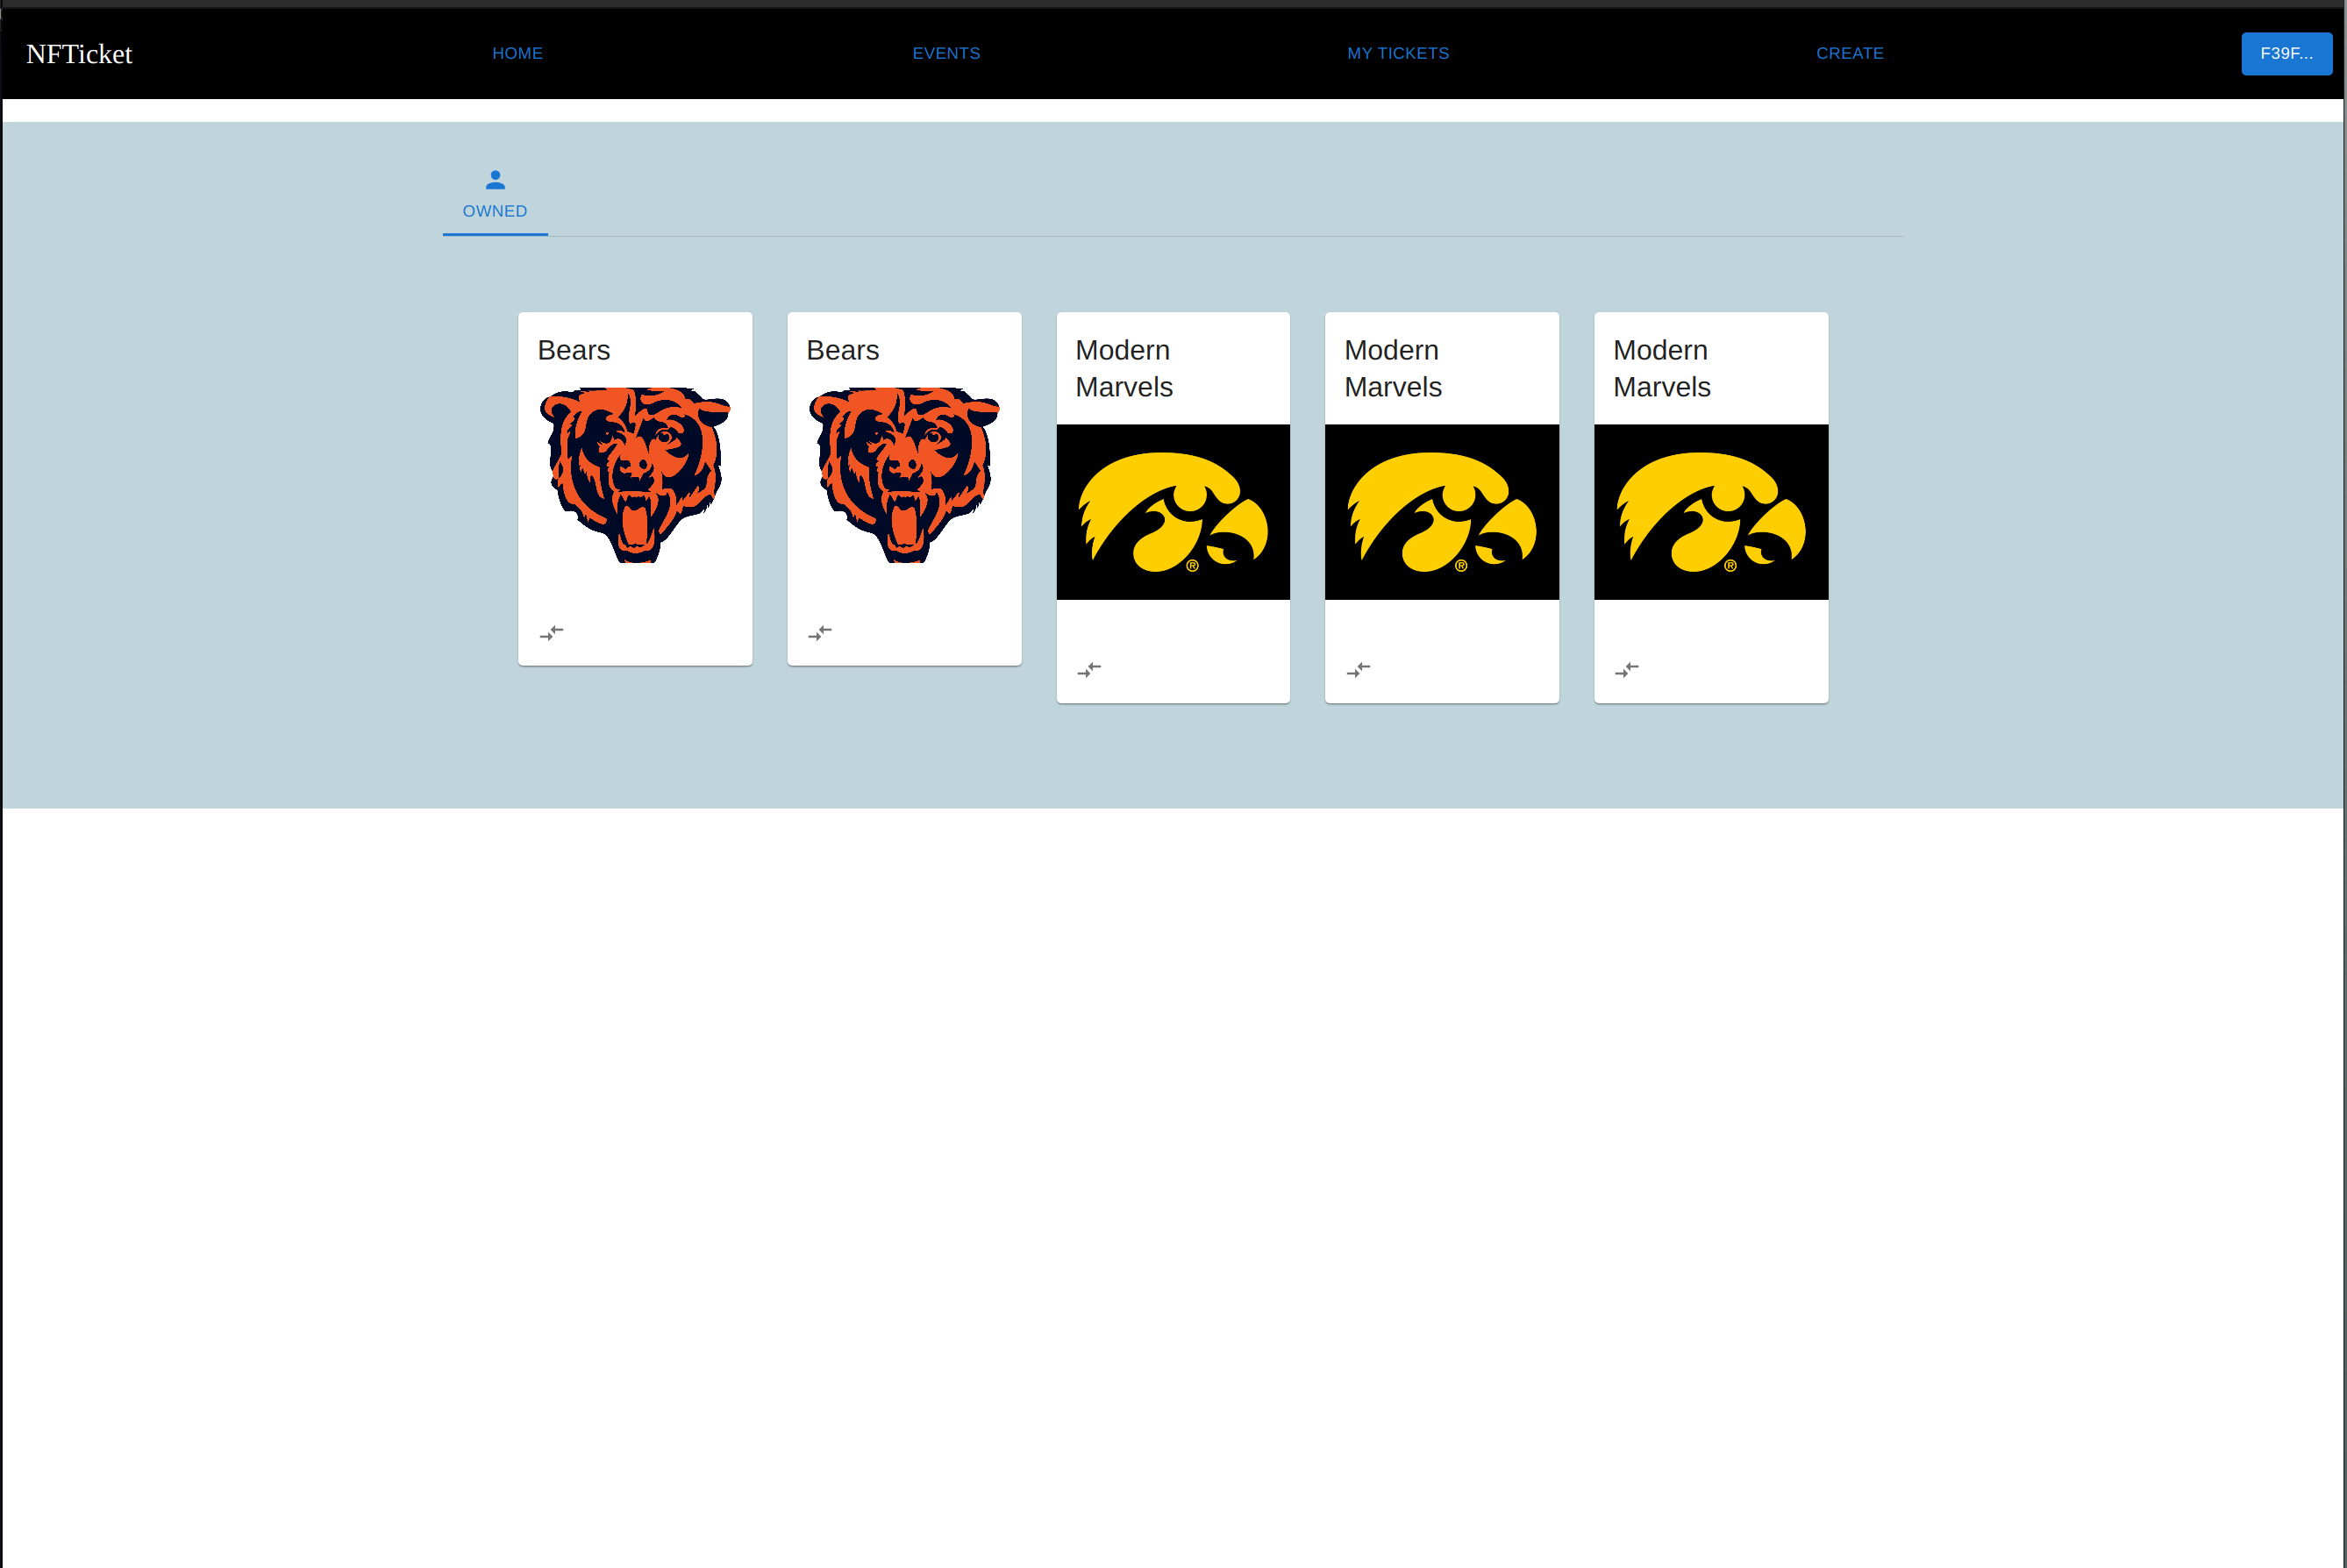 NFTicket
HOME
EVENTS
MY TICKETS
CREATE
F39F...
OWNED
Bears
Bears
Modern
Marvels
®
Modern
Marvels
®
Modern
Marvels
®